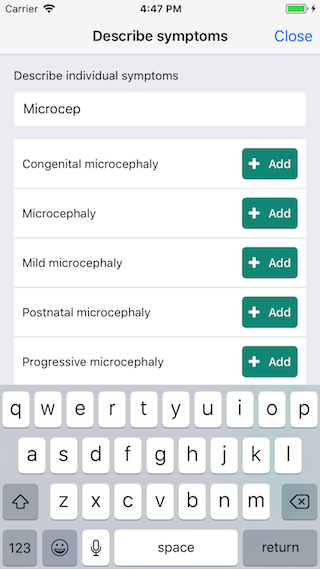 Carrier 4:47 PM
Describe symptoms Close
Describe individual symptoms
Microcep
Congenital microcephaly + Add
Microcephaly + Add
Mild microcephaly + Add
Postnatal microcephaly + Add
Progressive microcephaly + Add
q w e r t y u i o p
a s d f g h j k l
z x c v b n m
123 space return